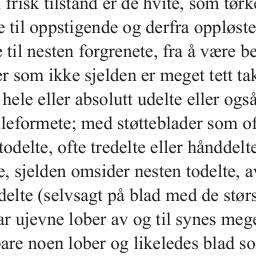 frisk tilstand er de hvite, som tørke
e til oppstigende og derfra oppløste
e til nesten forgrenete, fra å være be
er som ikke sjelden er meget tett tak
hele eller absolutt udelte eller også
lleformete; med støtteblader som of
todelte, ofte tredelte eller hånddelte
e, sjelden omsider nesten todelte, av
delte (selvsagt på blad med de størs
ar ujevne lober av og til synes mege
bare noen lober og likeledes blad so